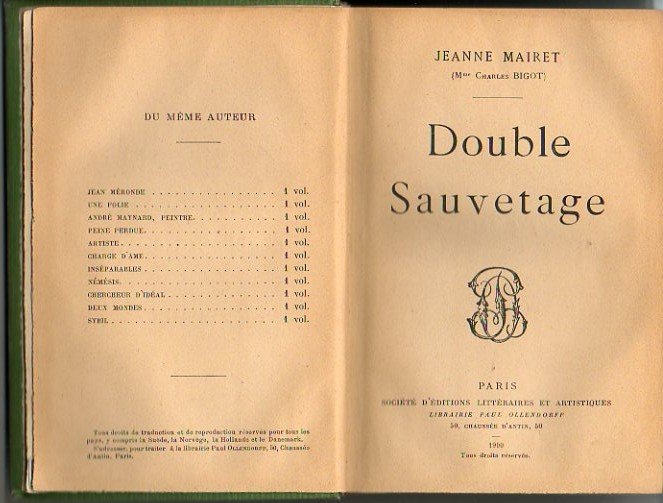 DU MÊME AUTEUR
JEAN MÉRONDE . . . . . . . . . . . . . . . . 1 vol.
UNE FOLIE . . . . . . . . . . . . . . . . . . 1 vol.
ANDRÉ MAYNARD, PEINTRE. . . . . . . . . . . 1 vol.
PEINE PERDUE. . . . . . . . . . . . . . . . . 1 vol.
ARTISTE. . . . . . . . . . . . . . . . . . . . 1 vol.
CHARGE D'AME. . . . . . . . . . . . . . . . . 1 vol.
INSÉPARABLES . . . . . . . . . . . . . . . . . 1 vol.
NÉMÉSIS. . . . . . . . . . . . . . . . . . . . 1 vol.
CHERCHEUR D'IDÉAL . . . . . . . . . . . . . . 1 vol.
DEUX MONDES . . . . . . . . . . . . . . . . . 1 vol.
SYBIL . . . . . . . . . . . . . . . . . . . . 1 vol.
Tous droits de traduction et de reproduction réservés pour tous les
pays, y compris la Suède, la Norvège, la Hollande et le Danemark.
S'adresser, pour traiter à la librairie PAUL OLLENDORFF, 50, Chaussée
d'Antin, Paris.
JEANNE MAIRET
(Mme CHARLES BIGOT)
Double
Sauvetage
PARIS
SOCIÉTÉ D'ÉDITIONS LITTÉRAIRES ET ARTISTIQUES
LIBRAIRIE PAUL OLLENDORFF
50, CHAUSSÉE D'ANTIN, 50
1900
Tous droits réservés.